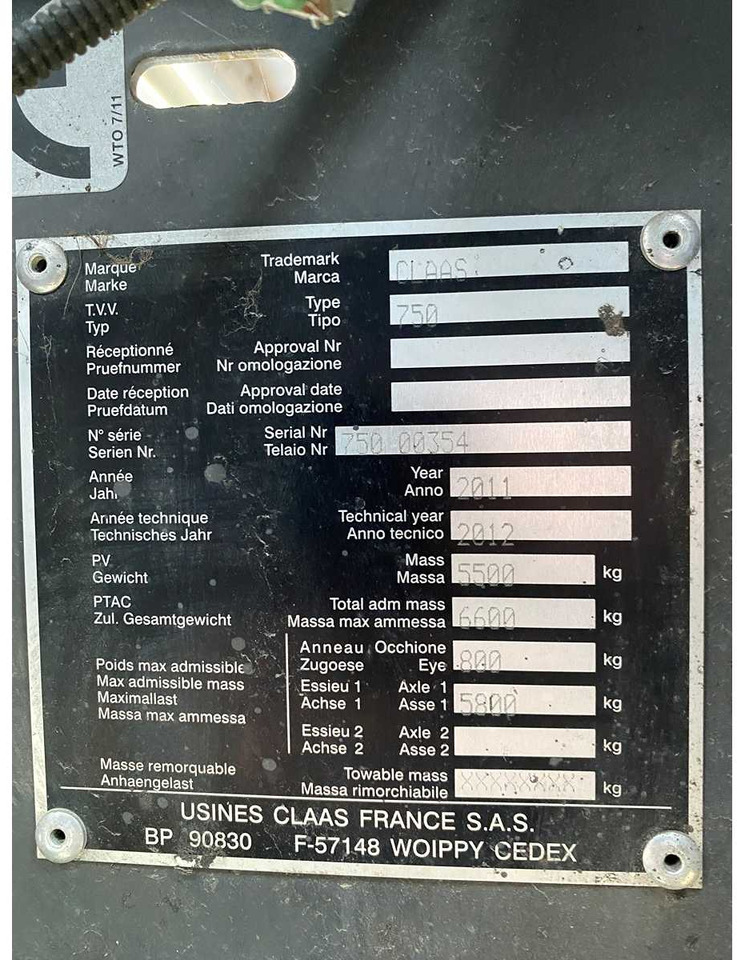 WTO 7/11
Marque Trademark CLAAS
Marke Marca
T.V.V. Type 750
Typ Tipo
Réceptionné Approval Nr
Pruefnummer Nr omologazione
Date réception Approval date
Pruefdatum Dati omologazione
N° série Serial Nr 750 00354
Serien Nr. Telaio Nr
Année Year 2011
Jahr Anno
Année technique Technical year 2012
Technisches Jahr Anno tecnico
PV Mass 5500 kg
Gewicht Massa
PTAC Total adm mass 6600 kg
Zul. Gesamtgewicht Massa max ammessa
Poids max admissible
Max admissible mass
Maximallast
Massa max ammessa
Anneau Occhione 800 kg
Zugoese Eye
Essieu 1 Axle 1 5800 kg
Achse 1 Asse 1
Essieu 2 Axle 2 kg
Achse 2 Asse 2
Masse remorquable Towable mass XXXXXXXX kg
Anhaengelast Massa rimorchiabile
USINES CLAAS FRANCE S.A.S.
BP 90830 F-57148 WOIPPY CEDEX